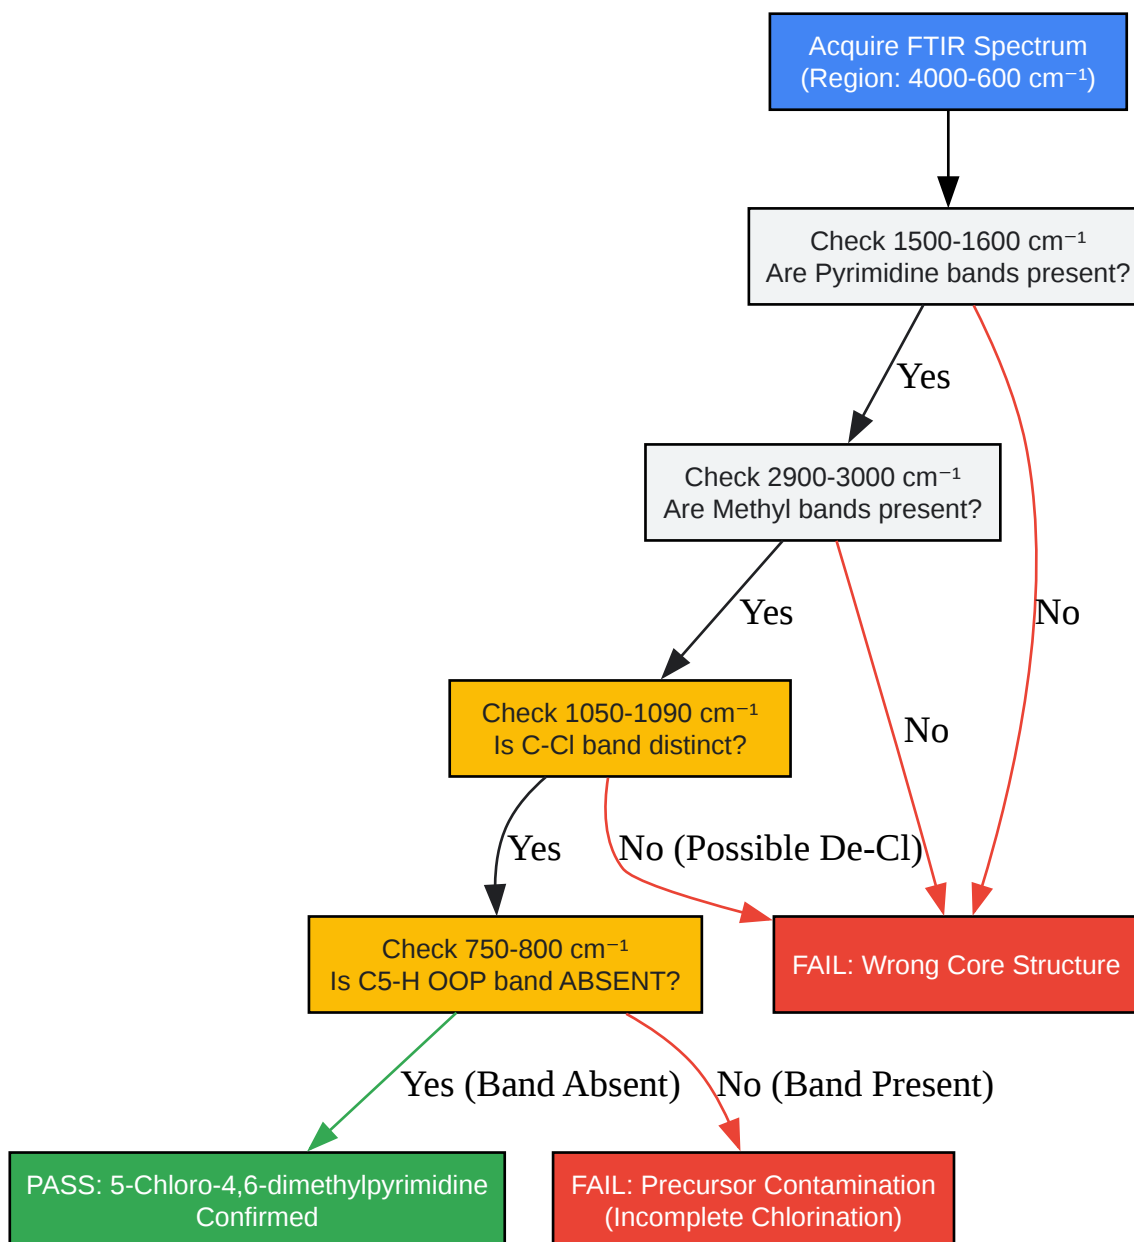 Acquire FTIR Spectrum
(Region: 4000-600 cm⁻¹)
Check 1500-1600 cm⁻¹
Are Pyrimidine bands present?
Yes
Check 2900-3000 cm⁻¹
Are Methyl bands present?
Yes
No
Check 1050-1090 cm⁻¹
Is C-Cl band distinct?
No
Yes
No (Possible De-Cl)
Check 750-800 cm⁻¹
Is C5-H OOP band ABSENT?
FAIL: Wrong Core Structure
Yes (Band Absent)
No (Band Present)
PASS: 5-Chloro-4,6-dimethylpyrimidine
Confirmed
FAIL: Precursor Contamination
(Incomplete Chlorination)